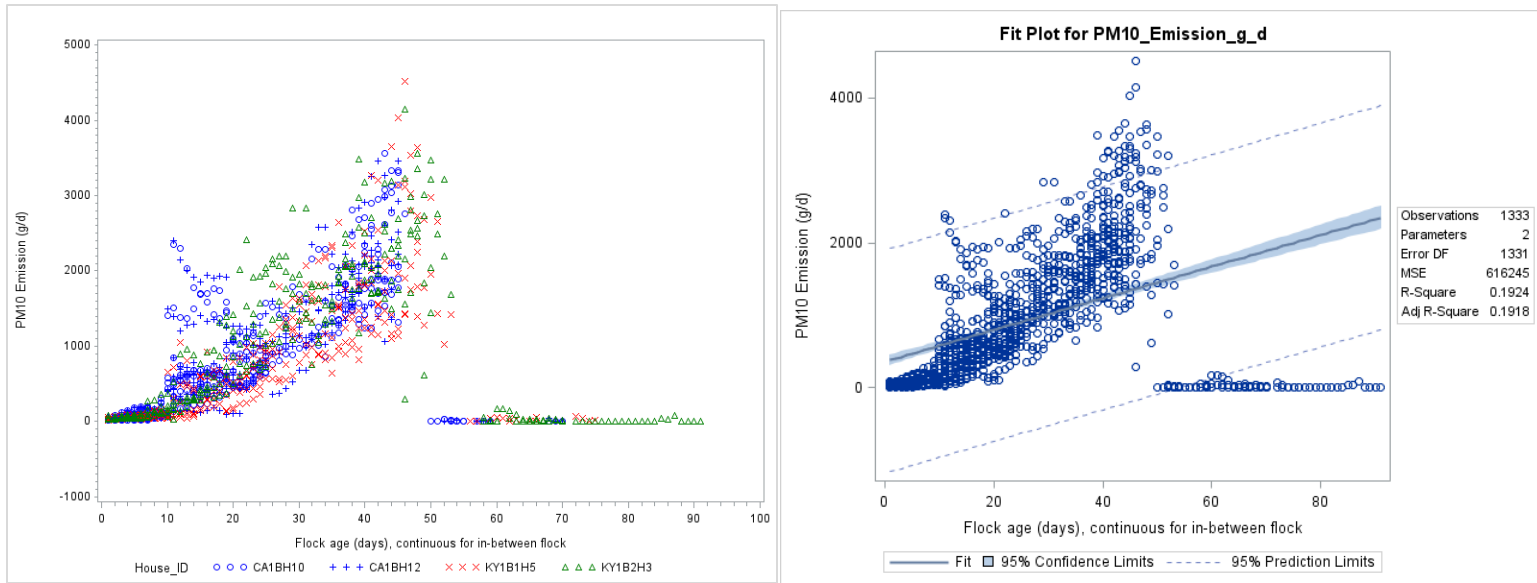 5000
4000
3000
2000
1000
0
-1000
PM10 Emission (g/d)
0 10 20 30 40 50 60 70 80 90 100
Flock age (days), continuous for in-between flock
House_ID CA1BH10 CA1BH12 KY1B1H5 KY1B2H3
Fit Plot for PM10_Emission_g_d
4000
2000
0
PM10 Emission (g/d)
0 20 40 60 80
Flock age (days), continuous for in-between flock
Fit 95% Confidence Limits 95% Prediction Limits
Observations 1333
Parameters 2
Error DF 1331
MSE 616245
R-Square 0.1924
Adj R-Square 0.1918